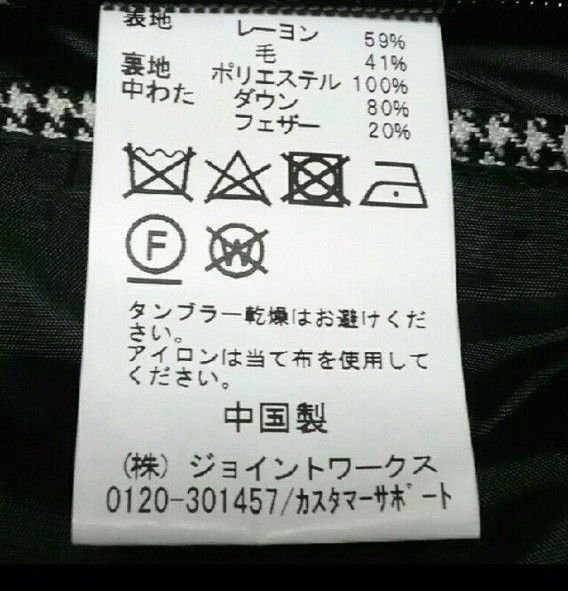 表地 レーヨン 59%
毛 41%
裏地 ポリエステル 100%
中わた ダウン 80%
フェザー 20%
F W
タンブラー乾燥はお避けくだ
さい。
アイロンは当て布を使用して
ください。
中国製
(株) ジョイントワークス
0120-301457/カスタマーサポート